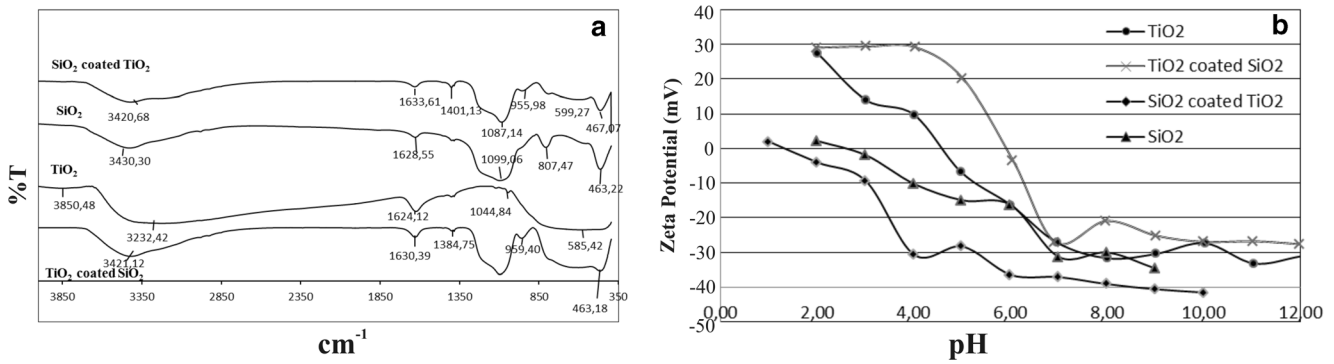 a
SiO2 coated TiO2
3420,68
1633,61
1401,13
1087,14
955,98
599,27
467,07
SiO2
3430,30
1628,55
1099,06
807,47
463,22
TiO2
3850,48
3232,42
1624,12
1044,84
585,42
3421,12
1630,39
1384,75
959,40
463,18
TiO2 coated SiO2
3850 3350 2850 2350 1850 1350 850 350
%T
cm-1
b
40
30
20
10
0
-10
-20
-30
-40
-50
Zeta Potential (mV)
TiO2
TiO2 coated SiO2
SiO2 coated TiO2
SiO2
0,00 2,00 4,00 6,00 8,00 10,00 12,00
pH